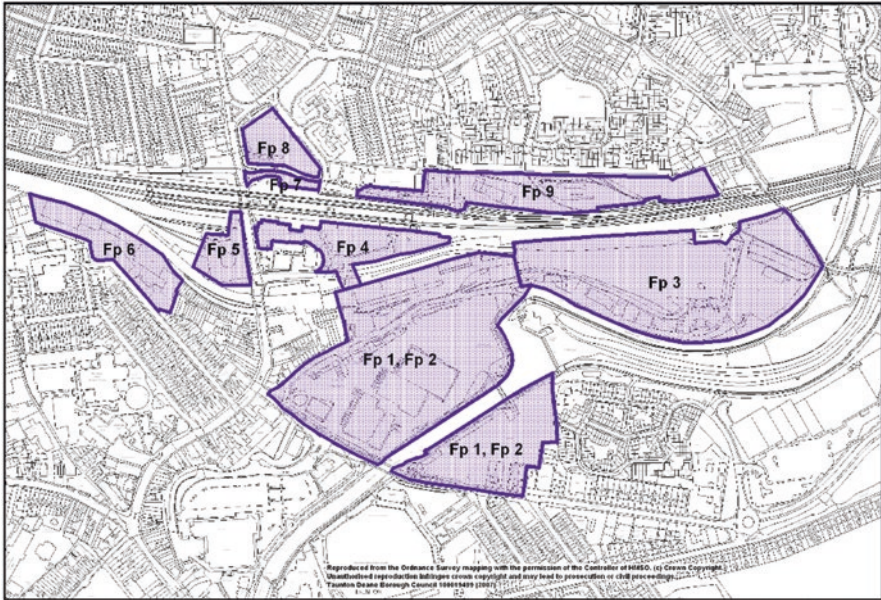 Fp 8
Fp 7
Fp 9
Fp 6
Fp 5
Fp 4
Fp 3
Fp 1, Fp 2
Fp 1, Fp 2
Reproduced from the Ordnance Survey mapping with the permission of the Controller of HMSO. (c) Crown Copyright.
Unauthorised reproduction infringes crown copyright and may lead to prosecution or civil proceedings.
Taunton Deane Borough Council 100019499 (2007)